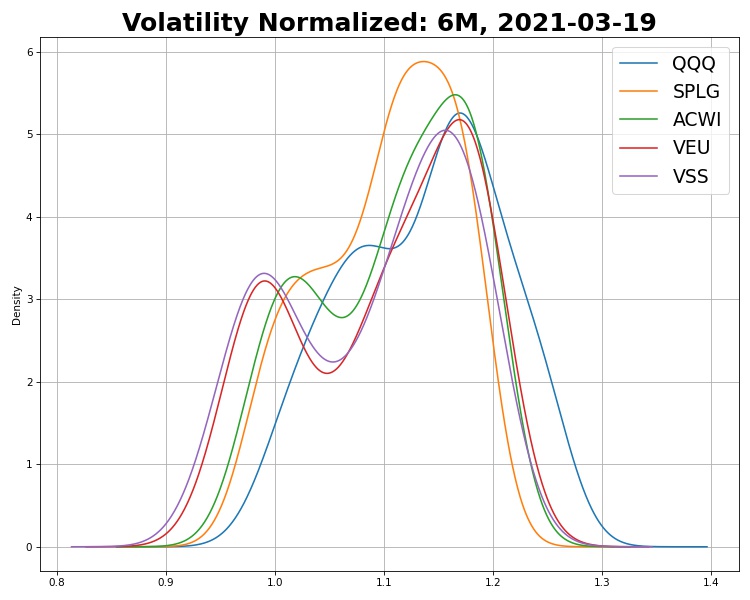 Volatility Normalized: 6M, 2021-03-19
QQQ
SPLG
ACWI
VEU
VSS
Density
6
5
4
3
2
1
0
0.8 0.9 1.0 1.1 1.2 1.3 1.4